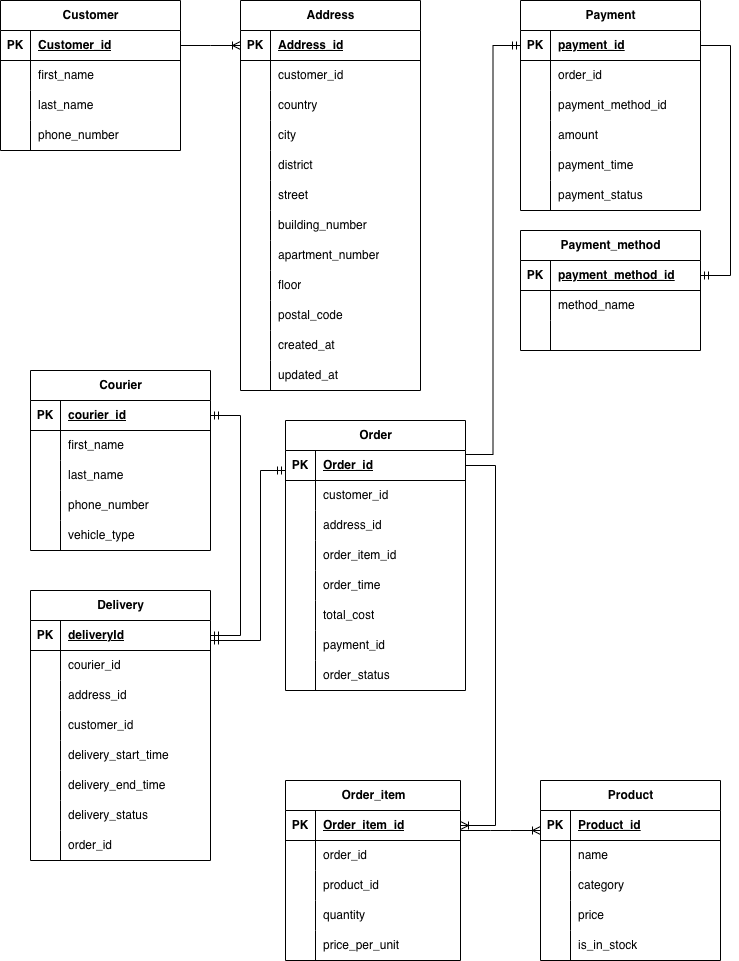 Customer
PK Customer_id
first_name
last_name
phone_number
Address
PK Address_id
customer_id
country
city
district
street
building_number
apartment_number
floor
postal_code
created_at
updated_at
Payment
PK payment_id
order_id
payment_method_id
amount
payment_time
payment_status
Payment_method
PK payment_method_id
method_name
Courier
PK courier_id
first_name
last_name
phone_number
vehicle_type
Order
PK Order_id
customer_id
address_id
order_item_id
order_time
total_cost
payment_id
order_status
Delivery
PK deliveryId
courier_id
address_id
customer_id
delivery_start_time
delivery_end_time
delivery_status
order_id
Order_item
PK Order_item_id
order_id
product_id
quantity
price_per_unit
Product
PK Product_id
name
category
price
is_in_stock